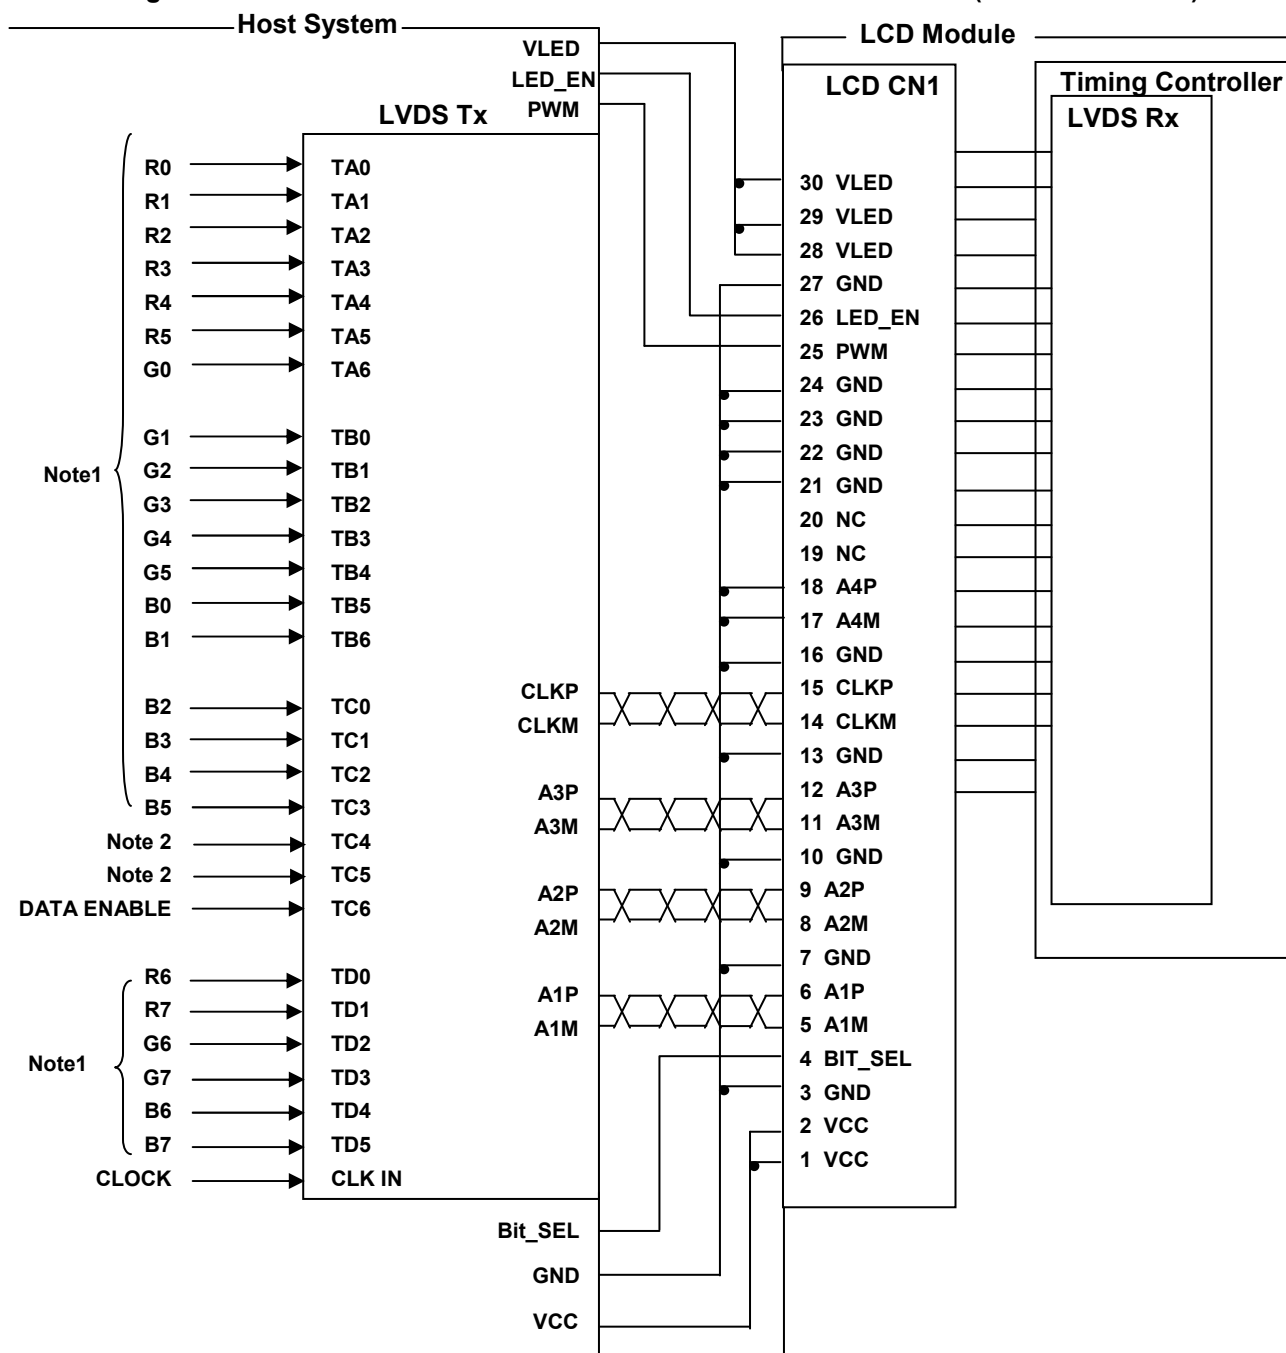 Host System
LCD Module
VLED
LED_EN
PWM
LVDS Tx
LCD CN1
Timing Controller
LVDS Rx
R0 TA0
R1 TA1
R2 TA2
R3 TA3
R4 TA4
R5 TA5
G0 TA6
G1 TB0
G2 TB1
G3 TB2
G4 TB3
G5 TB4
B0 TB5
B1 TB6
Note1
B2 TC0
B3 TC1
B4 TC2
B5 TC3
Note 2 TC4
Note 2 TC5
DATA ENABLE TC6
R6 TD0
R7 TD1
G6 TD2
G7 TD3
B6 TD4
B7 TD5
Note1
CLOCK CLK IN
CLKP
CLKM
A3P
A3M
A2P
A2M
A1P
A1M
Bit_SEL
GND
VCC
30 VLED
29 VLED
28 VLED
27 GND
26 LED_EN
25 PWM
24 GND
23 GND
22 GND
21 GND
20 NC
19 NC
18 A4P
17 A4M
16 GND
15 CLKP
14 CLKM
13 GND
12 A3P
11 A3M
10 GND
9 A2P
8 A2M
7 GND
6 A1P
5 A1M
4 BIT_SEL
3 GND
2 VCC
1 VCC